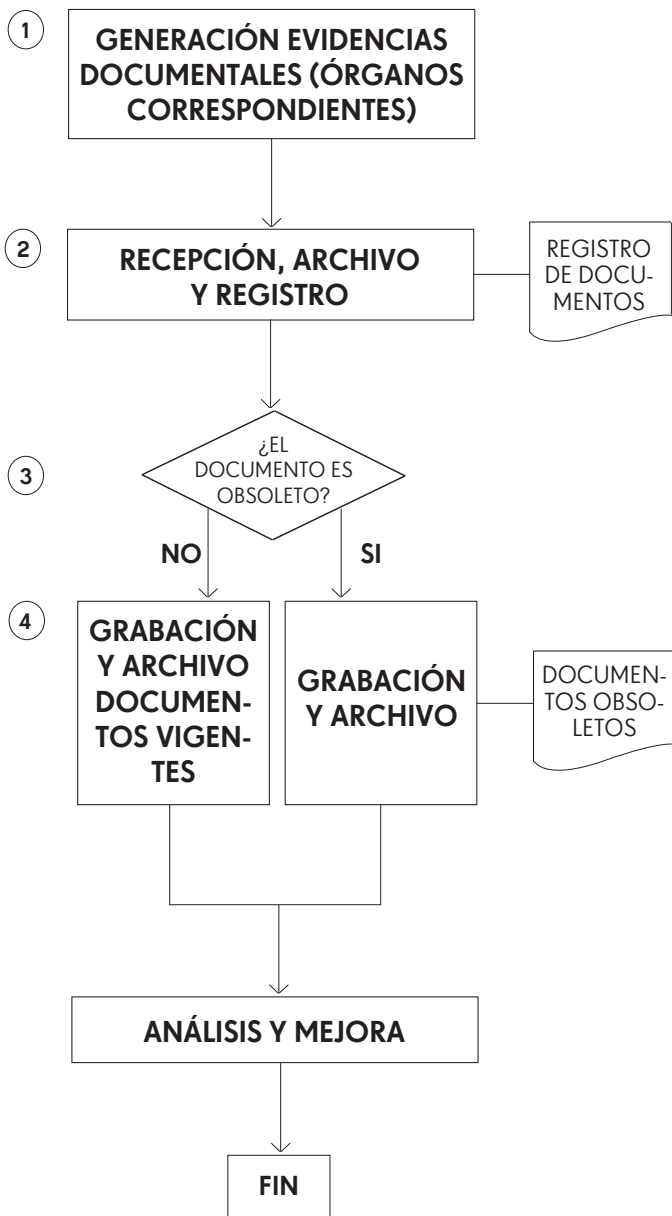 1
GENERACIÓN EVIDENCIAS
DOCUMENTALES (ÓRGANOS
CORRESPONDIENTES)
2
RECEPCIÓN, ARCHIVO
Y REGISTRO
REGISTRO
DE DOCU-
MENTOS
3
¿EL
DOCUMENTO ES
OBSOLETO?
NO
SI
4
GRABACIÓN
Y ARCHIVO
DOCUMEN-
TOS VIGEN-
TES
GRABACIÓN
Y ARCHIVO
DOCUMEN-
TOS OBSO-
LETOS
ANÁLISIS Y MEJORA
FIN